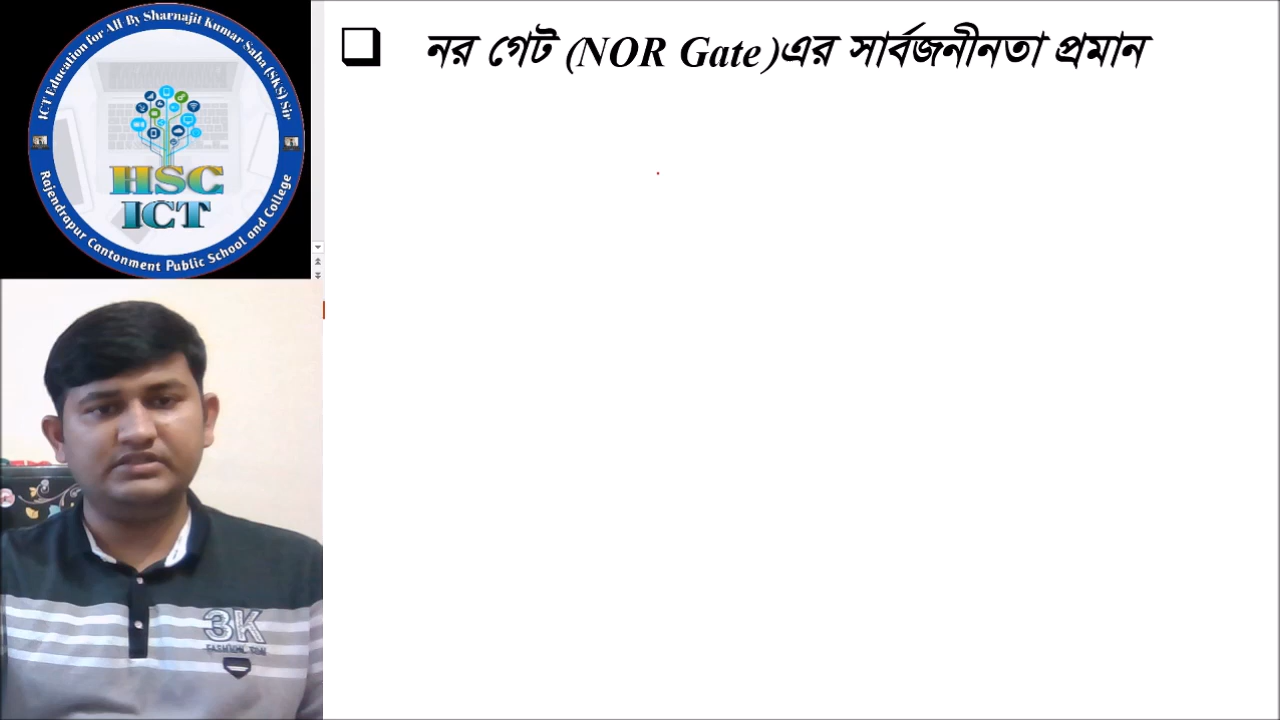 ICT Education for All-By Sharnajit Kumar Saha (SKS) Sir
HSC
ICT
Rajendrapur Cantonment Public School and College
নর গেট (NOR Gate)এর সার্বজনীনতা প্রমান
3K